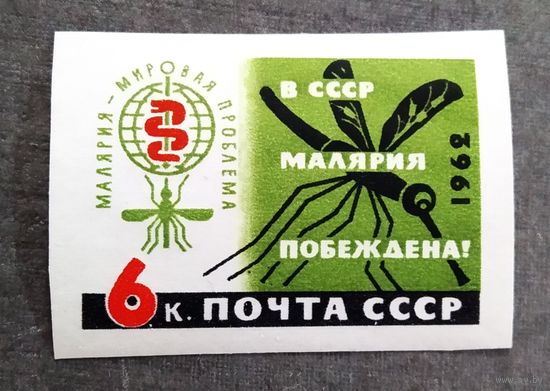 МАЛЯРИЯ – МИРОВАЯ ПРОБЛЕМА
В СССР
МАЛЯРИЯ
ПОБЕЖДЕНА!
1962
6 К. ПОЧТА СССР